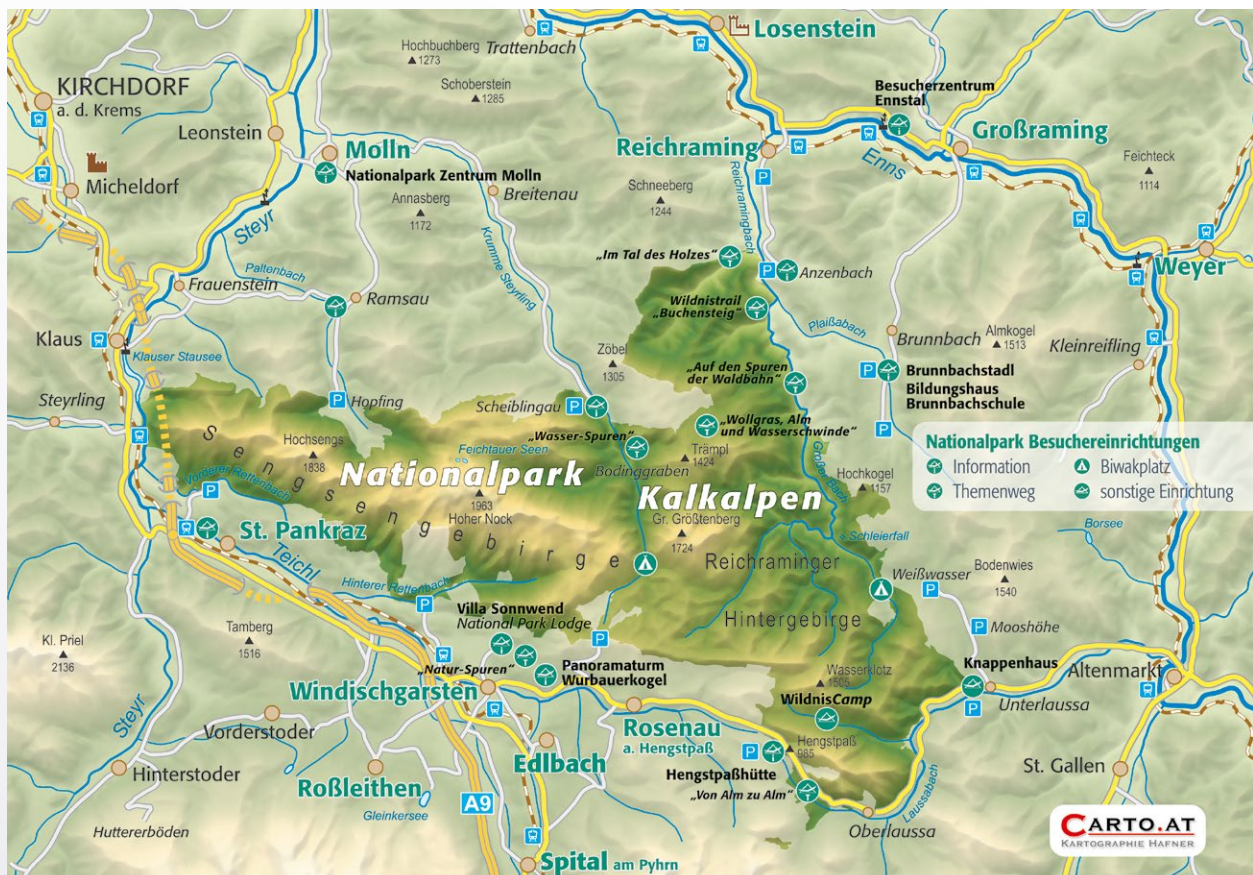 Losenstein
Trattenbach
Hochbuchberg
1273
Schoberstein
1285
KIRCHDORF
a. d. Krems
Leonstein
Micheldorf
Molln
Nationalpark Zentrum Molln
Annasberg
1172
Breitenau
Besucherzentrum
Ennstal
Reichraming
Großraming
Enns
Feichteck
1114
Schneeberg
1244
Reichramingbach
Steyr
Krumme Steyrling
Paltenbach
Frauenstein
Ramsau
„Im Tal des Holzes“
Anzenbach
Weyer
Wildnistrail
„Buchensteig“
Plaißabach
Klaus
Klauser Stausee
Brunnbach
Almkogel
1513
Kleinreifling
Zöbel
1305
„Auf den Spuren
der Waldbahn“
Brunnbachstadl
Bildungshaus
Brunnbachschule
Steyrling
Hopfing
Scheiblingau
„Wollgras, Alm
und Wasserschwinde“
„Wasser-Spuren“
Bodinggraben
Trämpl
1424
Großer Bach
Sengsengebirge
Hochsengs
1838
Feichtauer Seen
Nationalpark
Kalkalpen
Nationalpark Besuchereinrichtungen
Information
Biwakplatz
Themenweg
sonstige Einrichtung
Hochkogel
1157
Vorderer Rettenbach
1963
Hoher Nock
Gr. Größtenberg
1724
St. Pankraz
Teichl
Schleierfall
Borsee
Reichraminger
Hintergebirge
Weißwasser
Bodenwies
1540
Hinterer Rettenbach
Villa Sonnwend
National Park Lodge
Tamberg
1516
Kl. Priel
2136
Mooshöhe
„Natur-Spuren“
Panoramaturm
Wurbauerkogel
Wasserklotz
1505
Knappenhaus
Altenmarkt
Windischgarsten
WildnisCamp
Unterlaussa
Steyr
Vorderstoder
Rosenau
a. Hengstpaß
Edlbach
Hengstpaß
985
Hinterstoder
Roßleithen
Hengstpaßhütte
„Von Alm zu Alm“
St. Gallen
Gleinkersee
A9
Laussabach
Oberlaussa
Huttererböden
Spital am Pyhrn
CARTO.AT
KARTOGRAPHIE HAFNER
P
P
P
P
P
P
P
P
P
P
P
P
P